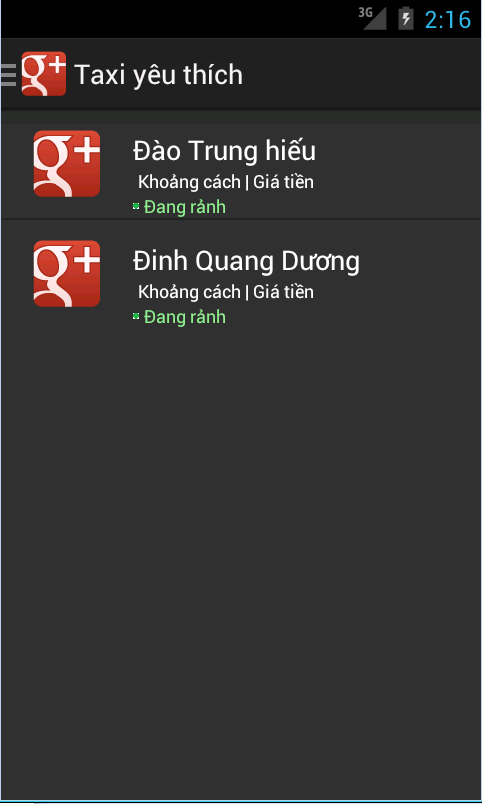 3G 2:16
g+ Taxi yêu thích
g+ Đào Trung hiếu
Khoảng cách | Giá tiền
Đang rảnh
g+ Đinh Quang Dương
Khoảng cách | Giá tiền
Đang rảnh